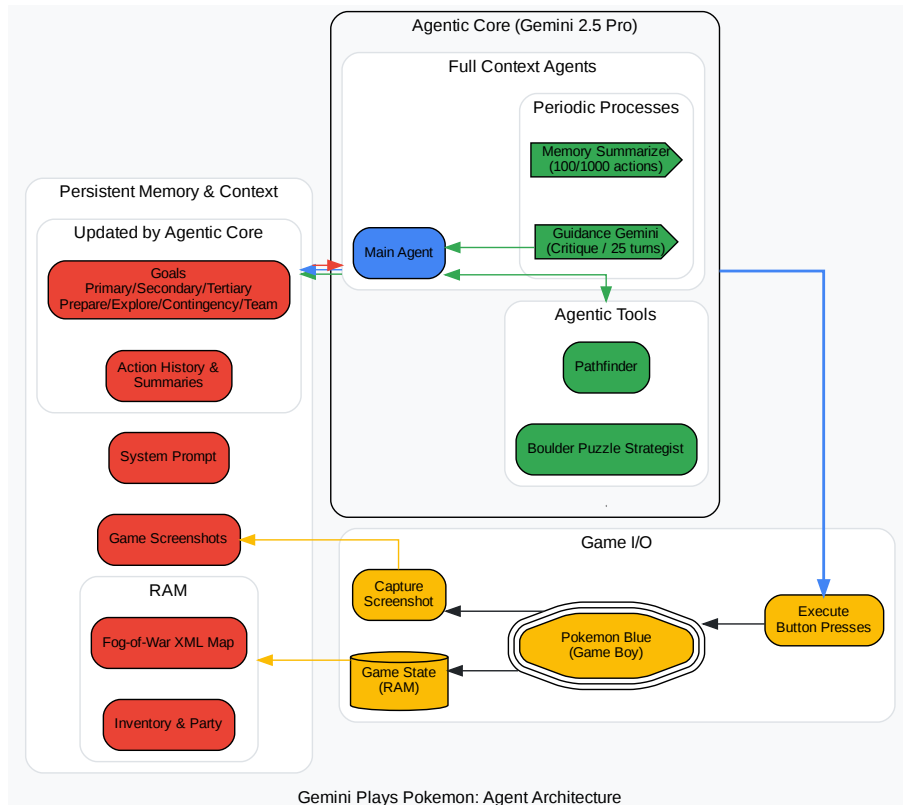 Agentic Core (Gemini 2.5 Pro)
Full Context Agents
Periodic Processes
Memory Summarizer
(100/1000 actions)
Guidance Gemini
(Critique / 25 turns)
Main Agent
Agentic Tools
Pathfinder
Boulder Puzzle Strategist
.
Persistent Memory & Context
Updated by Agentic Core
Goals
Primary/Secondary/Tertiary
Prepare/Explore/Contingency/Team
Action History &
Summaries
System Prompt
Game Screenshots
RAM
Fog-of-War XML Map
Inventory & Party
Game I/O
Capture
Screenshot
Game State
(RAM)
Pokemon Blue
(Game Boy)
Execute
Button Presses
Gemini Plays Pokemon: Agent Architecture